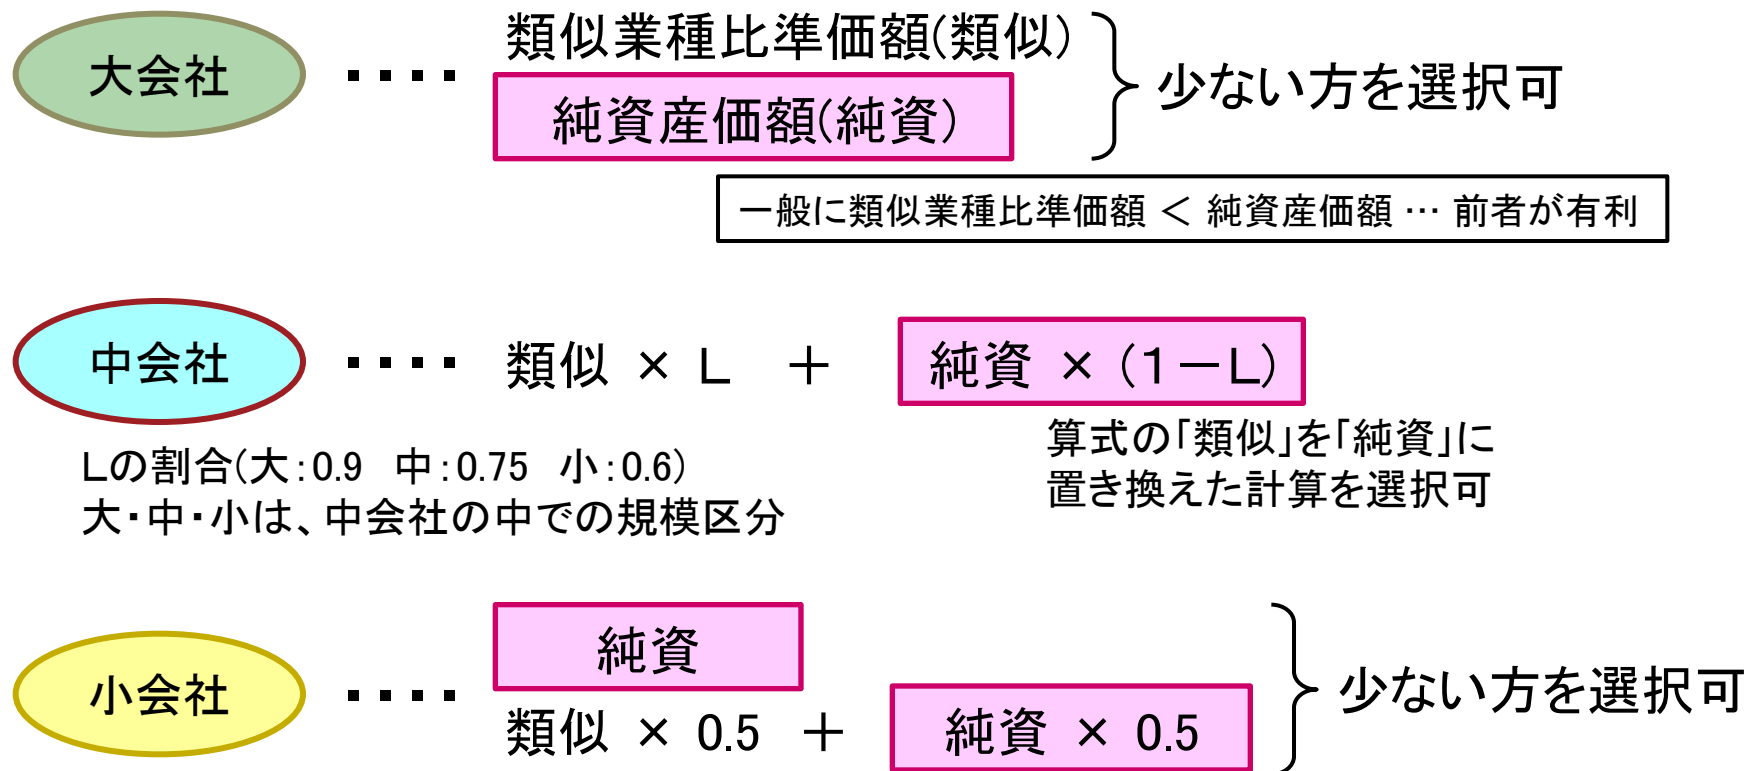 大会社 ････ 類似業種比準価額(類似)
純資産価額(純資)
少ない方を選択可
一般に類似業種比準価額 ＜ 純資産価額 … 前者が有利
中会社 ････ 類似 × Ｌ ＋ 純資 × (１－Ｌ)
Ｌの割合(大:0.9 中:0.75 小:0.6)
大・中・小は、中会社の中での規模区分
算式の｢類似｣を｢純資｣に
置き換えた計算を選択可
小会社 ････ 純資
類似 × 0.5 ＋ 純資 × 0.5
少ない方を選択可